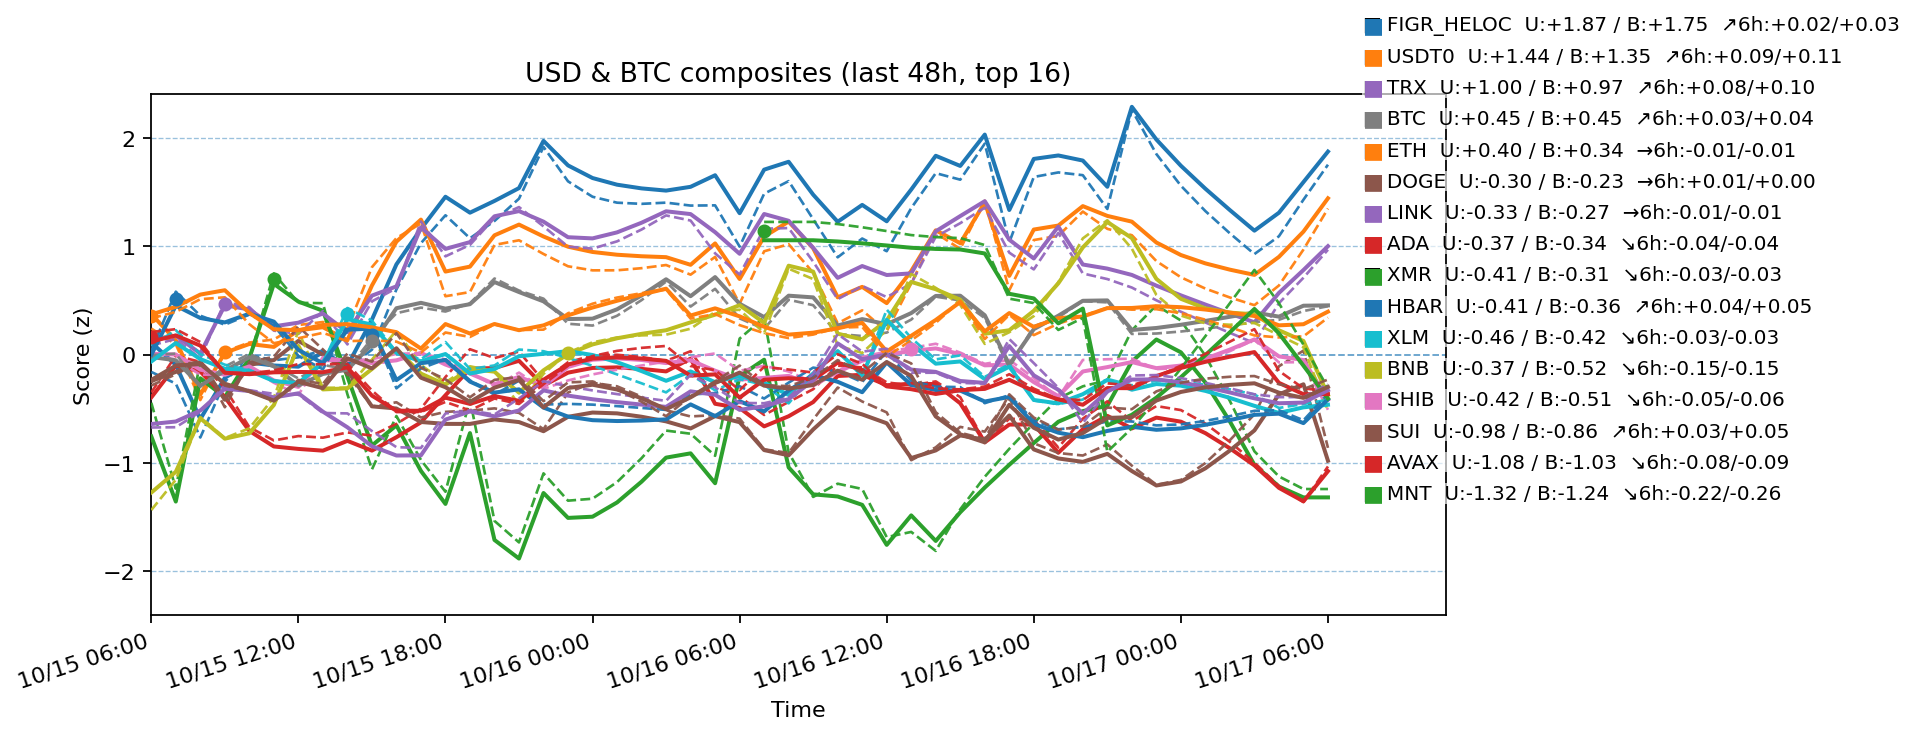 FIGR_HELOC  U:+1.87 / B:+1.75  ↗6h:+0.02/+0.03
USDT0  U:+1.44 / B:+1.35  ↗6h:+0.09/+0.11
TRX  U:+1.00 / B:+0.97  ↗6h:+0.08/+0.10
BTC  U:+0.45 / B:+0.45  ↗6h:+0.03/+0.04
ETH  U:+0.40 / B:+0.34  →6h:-0.01/-0.01
DOGE  U:-0.30 / B:-0.23  →6h:+0.01/+0.00
LINK  U:-0.33 / B:-0.27  →6h:-0.01/-0.01
ADA  U:-0.37 / B:-0.34  ↘6h:-0.04/-0.04
XMR  U:-0.41 / B:-0.31  ↘6h:-0.03/-0.03
HBAR  U:-0.41 / B:-0.36  ↗6h:+0.04/+0.05
XLM  U:-0.46 / B:-0.42  ↘6h:-0.03/-0.03
BNB  U:-0.37 / B:-0.52  ↘6h:-0.15/-0.15
SHIB  U:-0.42 / B:-0.51  ↘6h:-0.05/-0.06
SUI  U:-0.98 / B:-0.86  ↗6h:+0.03/+0.05
AVAX  U:-1.08 / B:-1.03  ↘6h:-0.08/-0.09
MNT  U:-1.32 / B:-1.24  ↘6h:-0.22/-0.26
USD & BTC composites (last 48h, top 16)
Score (z)
2
1
0
−1
−2
10/15 06:00
10/15 12:00
10/15 18:00
10/16 00:00
10/16 06:00
10/16 12:00
10/16 18:00
10/17 00:00
10/17 06:00
Time